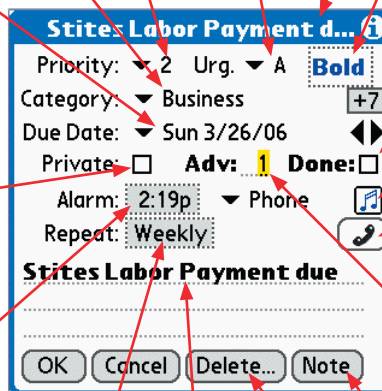 Stites Labor Payment d... i
Priority: 2 Urg. A Bold
Category: Business +7
Due Date: Sun 3/26/06
Private: Adv: 1 Done:
Alarm: 2:19p Phone
Repeat: Weekly
Stites Labor Payment due
OK Cancel Delete... Note